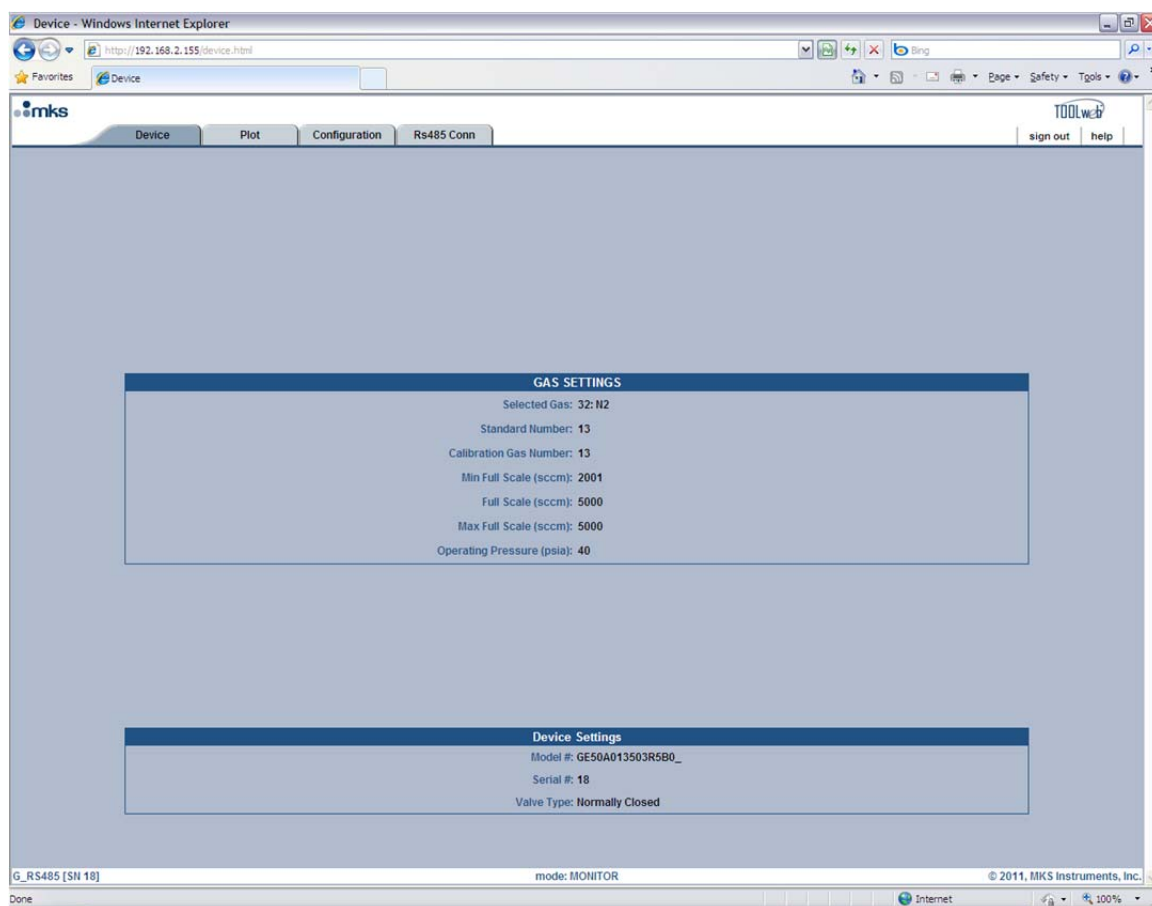 Device - Windows Internet Explorer
http://192.168.2.155/device.html
Bing
Favorites
Device
Page
Safety
Tools
mks
TOOLweb
Device
Plot
Configuration
Rs485 Conn
sign out
help
GAS SETTINGS
Selected Gas: 32: N2
Standard Number: 13
Calibration Gas Number: 13
Min Full Scale (sccm): 2001
Full Scale (sccm): 5000
Max Full Scale (sccm): 5000
Operating Pressure (psia): 40
Device Settings
Model #: GE50A013503R5B0_
Serial #: 18
Valve Type: Normally Closed
G_RS485 [SN 18]
mode: MONITOR
© 2011, MKS Instruments, Inc.
Done
Internet
100%